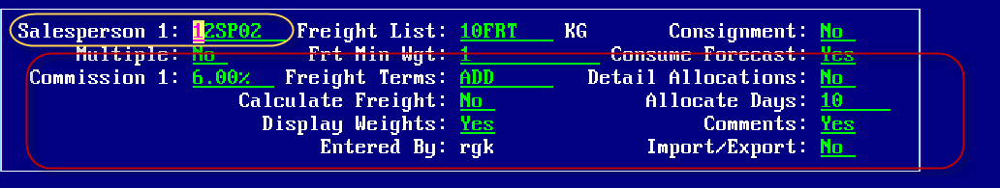 Salesperson 1: 12SP02 Freight List: 10FRT KG Consignment: No
Multiple: No Frt Min Wgt: 1 Consume Forecast: Yes
Commission 1: 6.00% Freight Terms: ADD Detail Allocations: No
Calculate Freight: No Allocate Days: 10
Display Weights: Yes Comments: Yes
Entered By: rgk Import/Export: No